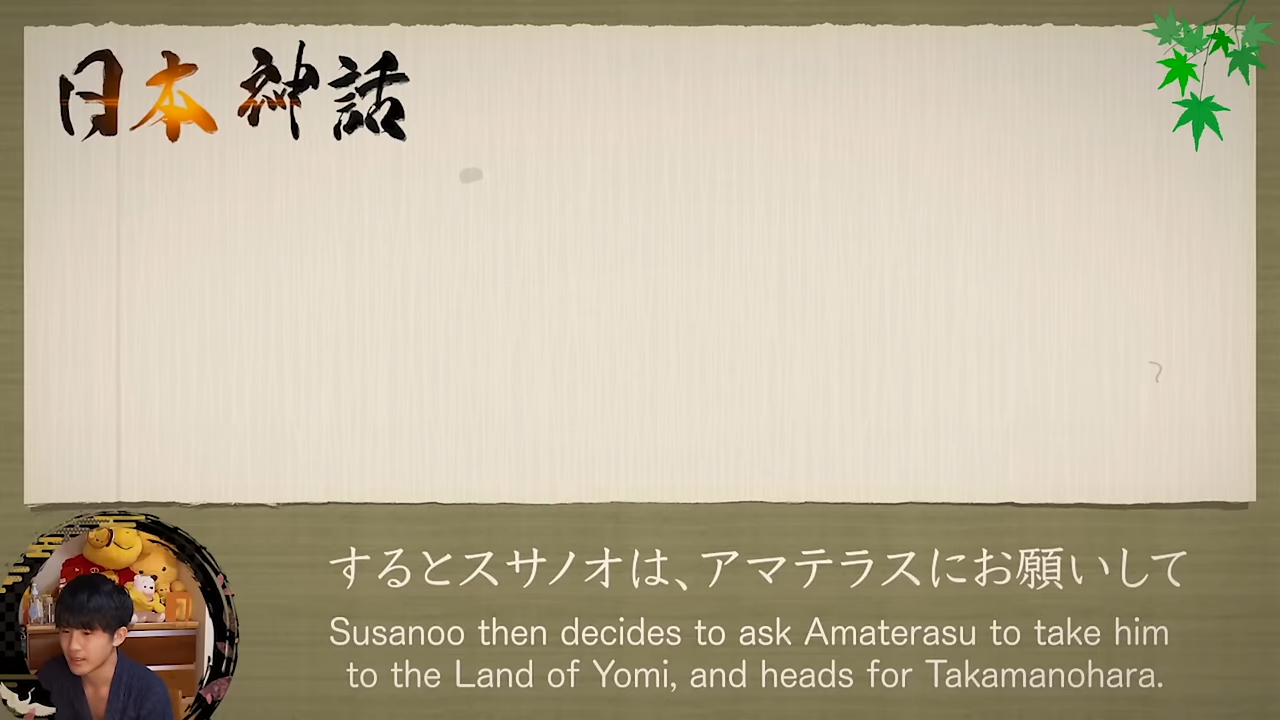 日本神話
するとスサノオは、アマテラスにお願いして
Susanoo then decides to ask Amaterasu to take him
to the Land of Yomi, and heads for Takamanohara.